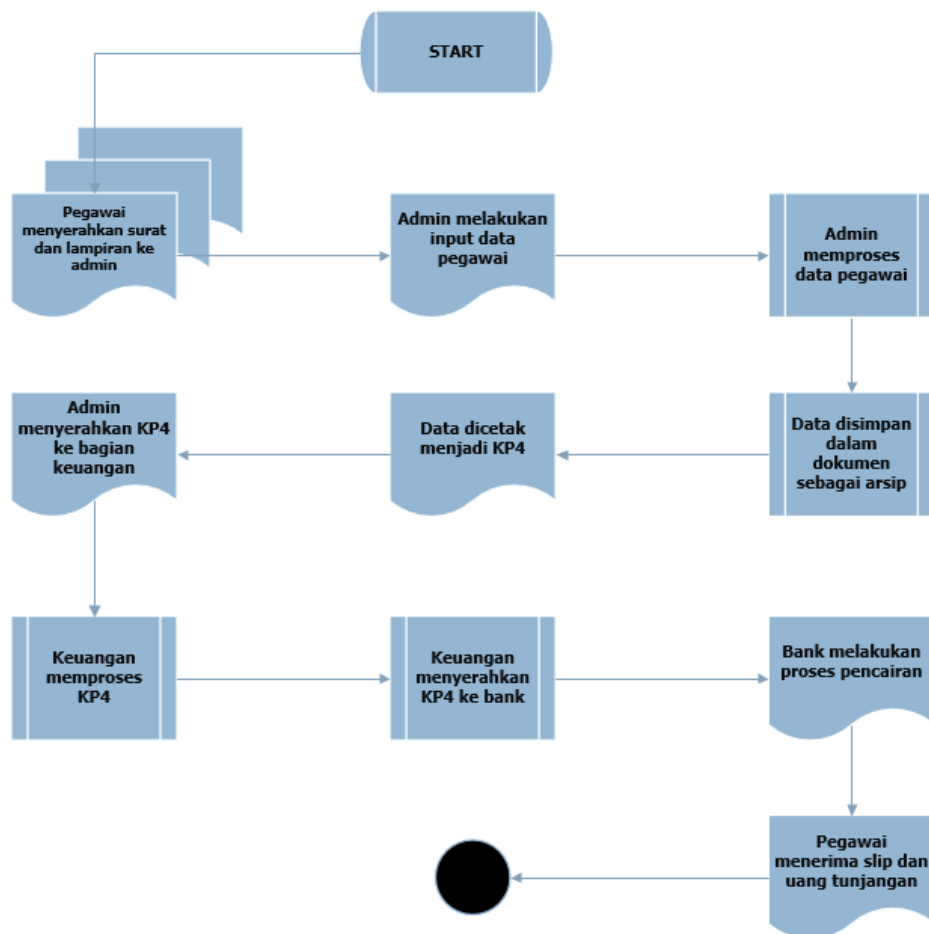 START
Pegawai
menyerahkan surat
dan lampiran ke
admin
Admin melakukan
input data
pegawai
Admin
memproses
data pegawai
Admin
menyerahkan KP4
ke bagian
keuangan
Data dicetak
menjadi KP4
Data disimpan
dalam
dokumen
sebagai arsip
Keuangan
memproses
KP4
Keuangan
menyerahkan
KP4 ke bank
Bank melakukan
proses pencairan
Pegawai
menerima slip dan
uang tunjangan